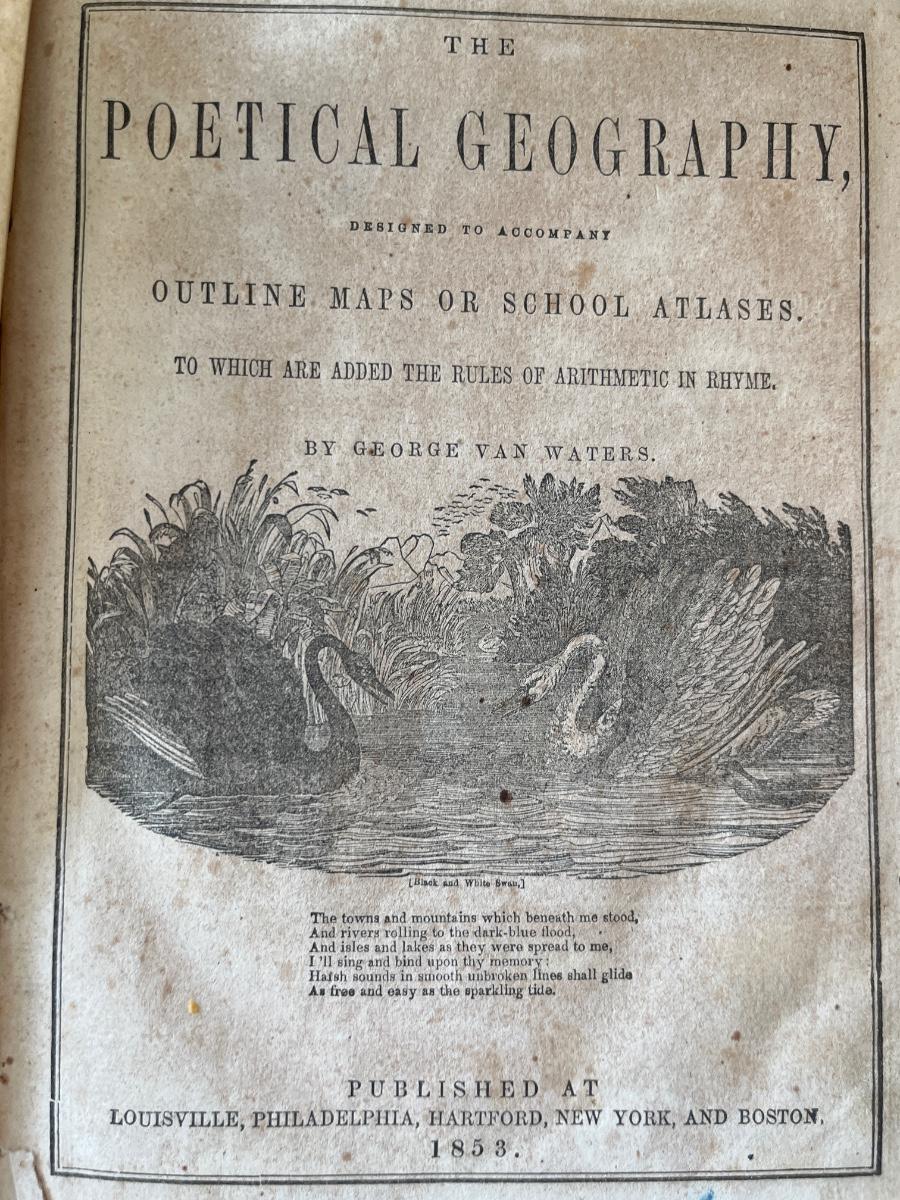 THE
POETICAL GEOGRAPHY,
DESIGNED TO ACCOMPANY
OUTLINE MAPS OR SCHOOL ATLASES.
TO WHICH ARE ADDED THE RULES OF ARITHMETIC IN RHYME.
BY GEORGE VAN WATERS.
[Black and White Swan,]
The towns and mountains which beneath me stood,
And rivers rolling to the dark-blue flood,
And isles and lakes as they were spread to me,
I'll sing and bind upon thy memory:
Harsh sounds in smooth unbroken lines shall glide
As free and easy as the sparkling tide.
PUBLISHED AT
LOUISVILLE, PHILADELPHIA, HARTFORD, NEW YORK, AND BOSTON,
1853.